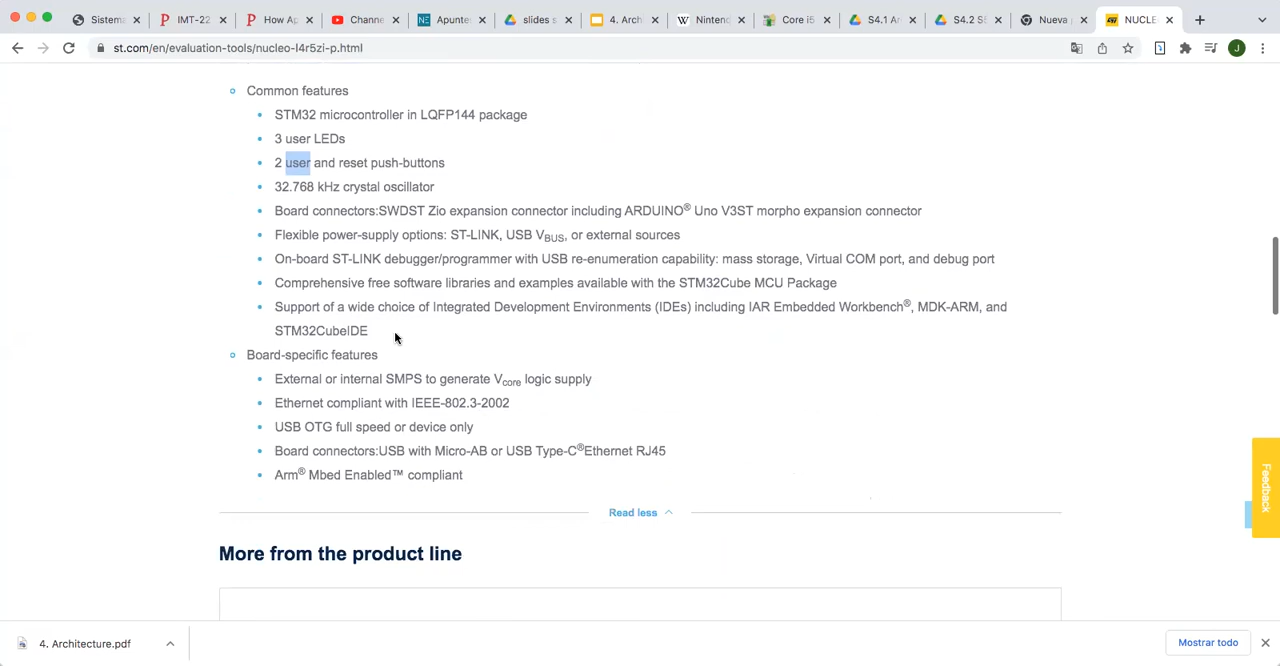 Sistema
IMT-22
How Ap
Channe
Apunte
slides s
4. Arch
Ninten
Core i5
S4.1 Ar
S4.2 SE
Nueva
NUCLE
st.com/en/evaluation-tools/nucleo-l4r5zi-p.html
J
Common features
STM32 microcontroller in LQFP144 package
3 user LEDs
2 user and reset push-buttons
32.768 kHz crystal oscillator
Board connectors:SWDST Zio expansion connector including ARDUINO® Uno V3ST morpho expansion connector
Flexible power-supply options: ST-LINK, USB VBUS, or external sources
On-board ST-LINK debugger/programmer with USB re-enumeration capability: mass storage, Virtual COM port, and debug port
Comprehensive free software libraries and examples available with the STM32Cube MCU Package
Support of a wide choice of Integrated Development Environments (IDEs) including IAR Embedded Workbench®, MDK-ARM, and
STM32CubeIDE
Board-specific features
External or internal SMPS to generate Vcore logic supply
Ethernet compliant with IEEE-802.3-2002
USB OTG full speed or device only
Board connectors:USB with Micro-AB or USB Type-C®Ethernet RJ45
Arm® Mbed Enabled™ compliant
Feedback
Read less
More from the product line
4. Architecture.pdf
Mostrar todo